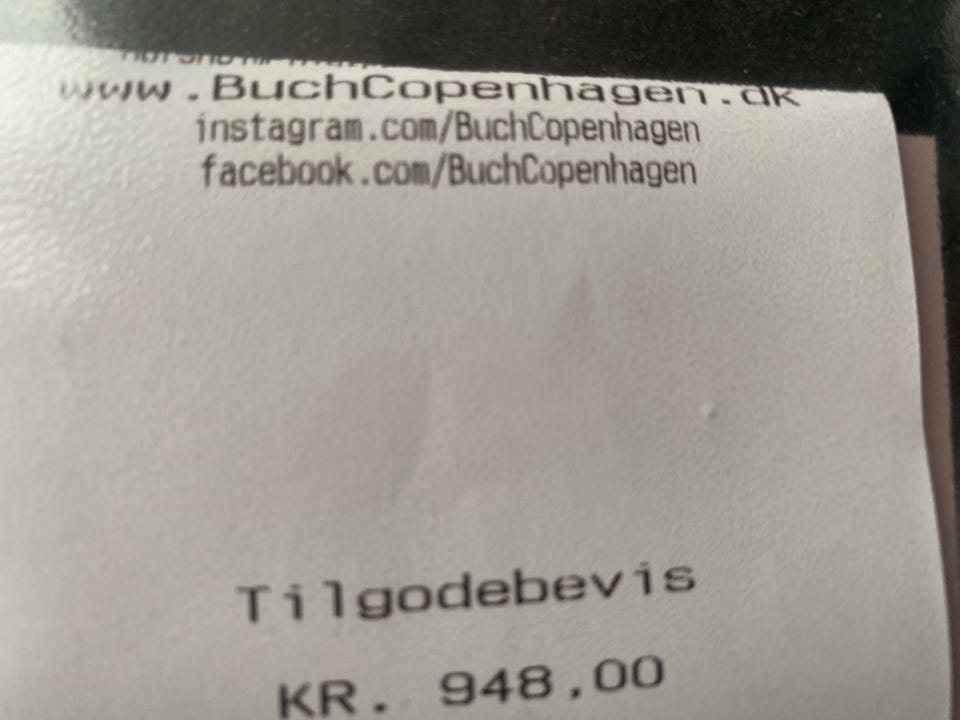 www.BuchCopenhagen.dk
instagram.com/BuchCopenhagen
facebook.com/BuchCopenhagen
Tilgodebevis
KR. 948,00